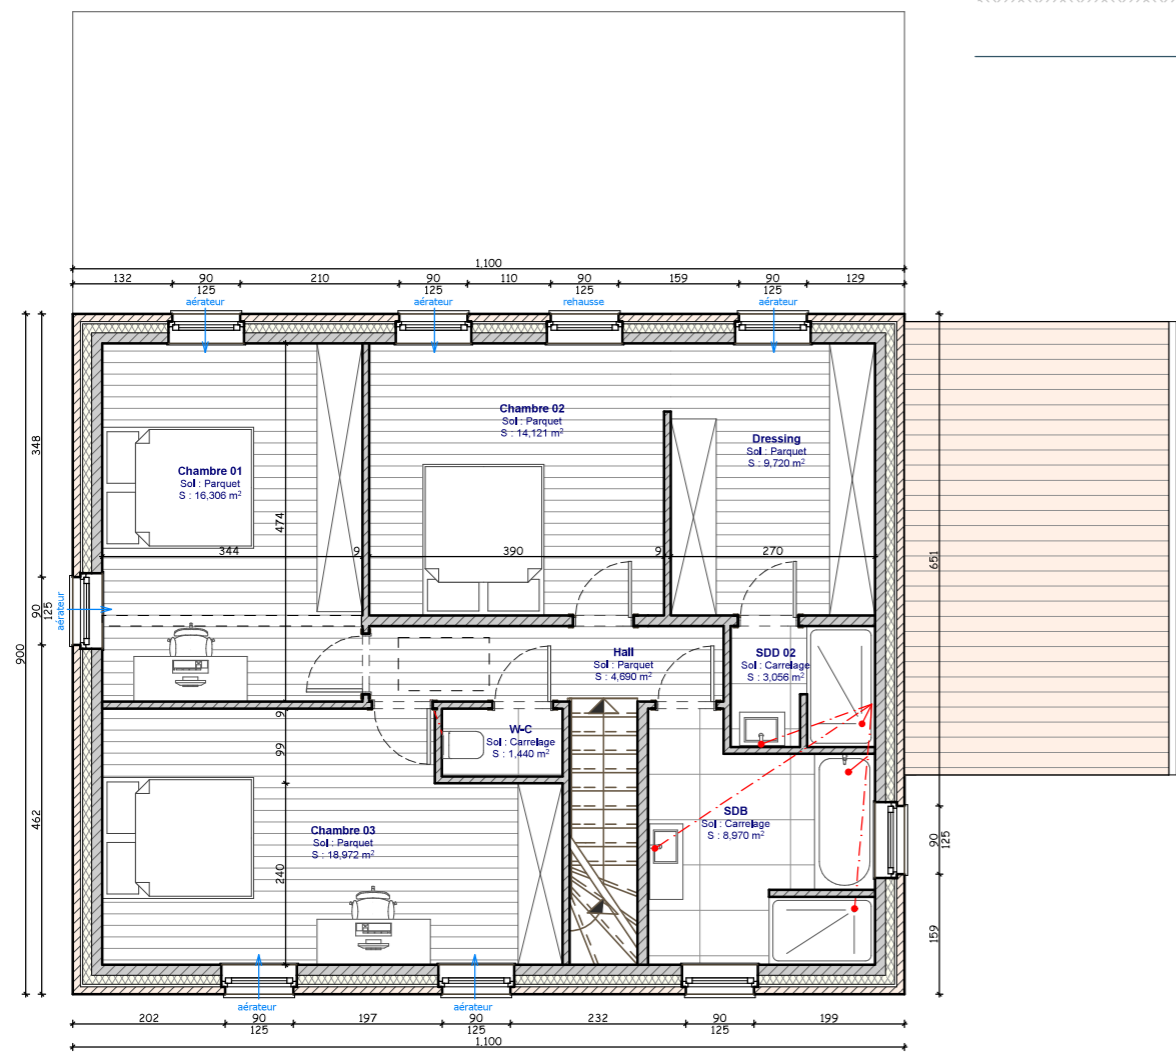 1,100
132 90 210 90 110 90 159 90 129
125 125 125 125
aérateur aérateur rehausse aérateur
Chambre 01
Sol : Parquet
S : 16,306 m²
Chambre 02
Sol : Parquet
S : 14,121 m²
Dressing
Sol : Parquet
S : 9,720 m²
348
900
90
125
aérateur
462
474
344 9 390 9 270
651
Hall
Sol : Parquet
S : 4,690 m²
SDD 02
Sol : Carrelage
S : 3,056 m²
9
99
W-C
Sol : Carrelage
S : 1,440 m²
Chambre 03
Sol : Parquet
S : 18,972 m²
240
SDB
Sol : Carrelage
S : 8,970 m²
90
125
159
aérateur aérateur
202 90 197 90 232 90 199
125 125 125
1,100